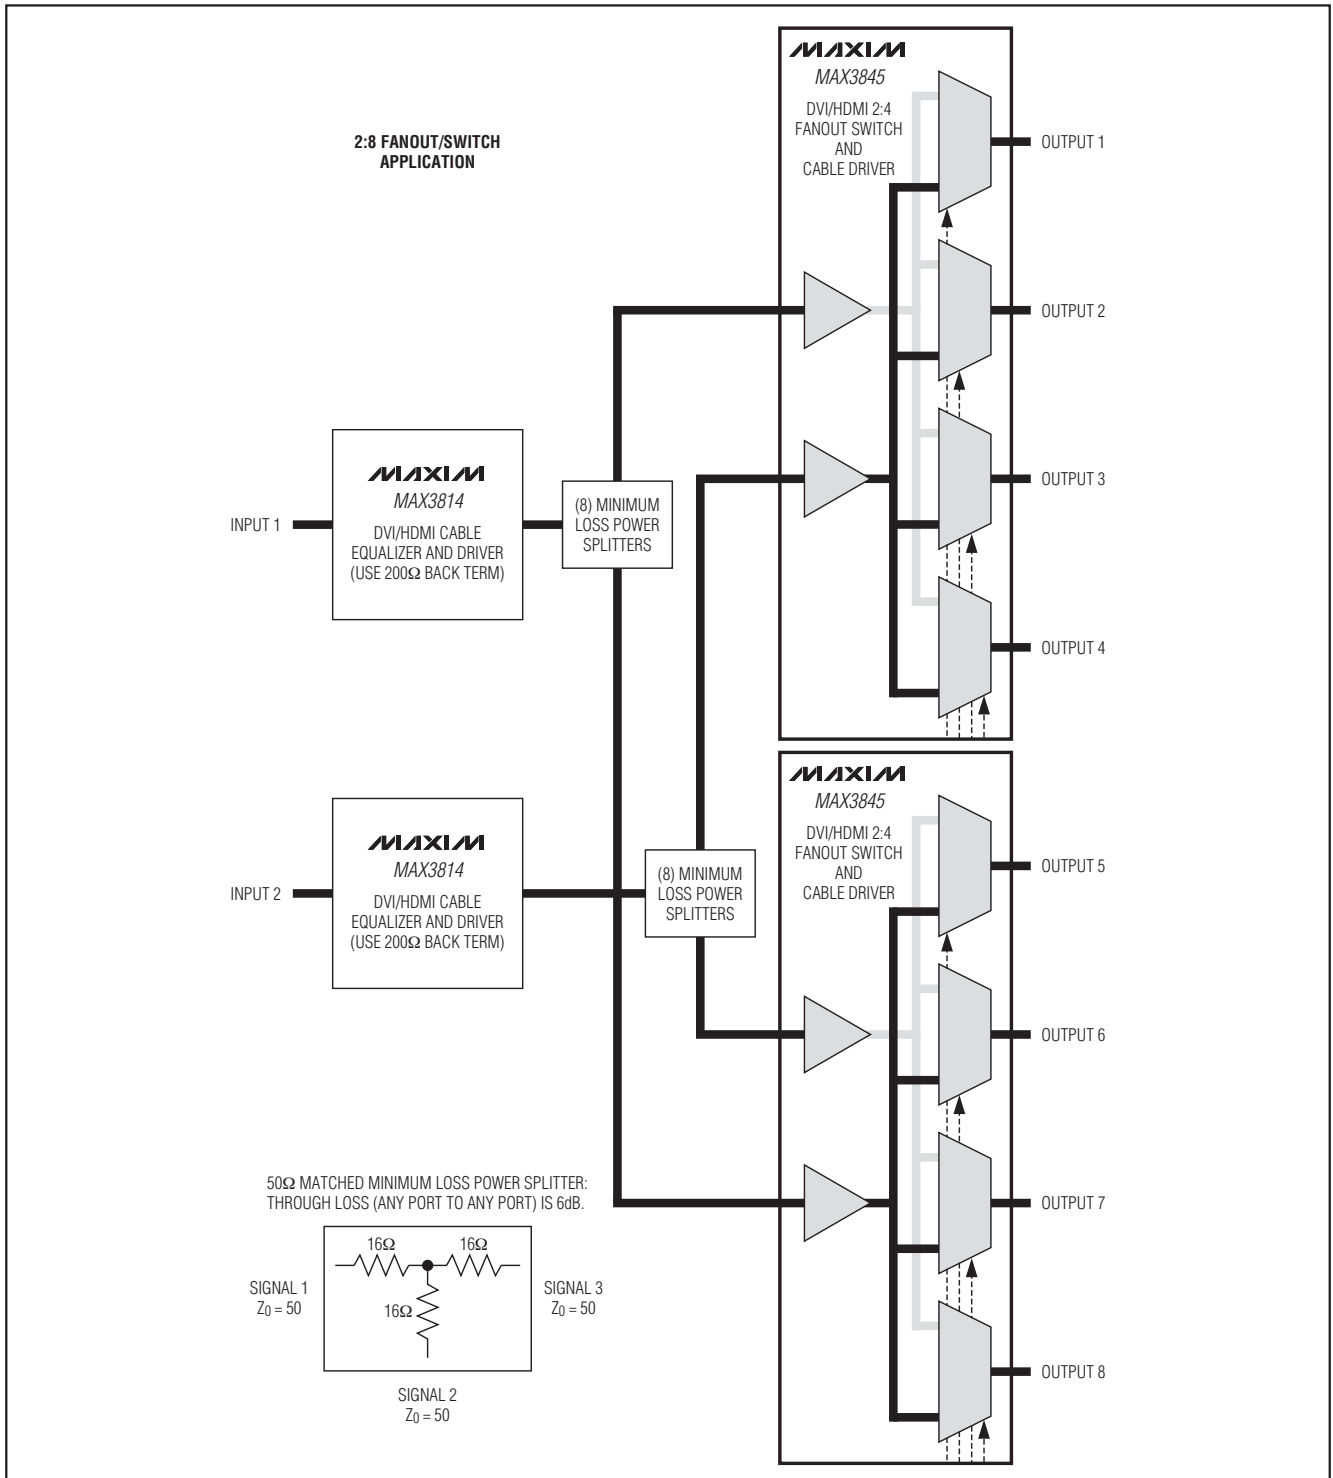 2:8 FANOUT/SWITCH
APPLICATION
MAXIM
MAX3845
DVI/HDMI 2:4
FANOUT SWITCH
AND
CABLE DRIVER
OUTPUT 1
OUTPUT 2
OUTPUT 3
OUTPUT 4
INPUT 1
MAXIM
MAX3814
DVI/HDMI CABLE
EQUALIZER AND DRIVER
(USE 200Ω BACK TERM)
(8) MINIMUM
LOSS POWER
SPLITTERS
INPUT 2
MAXIM
MAX3814
DVI/HDMI CABLE
EQUALIZER AND DRIVER
(USE 200Ω BACK TERM)
(8) MINIMUM
LOSS POWER
SPLITTERS
MAXIM
MAX3845
DVI/HDMI 2:4
FANOUT SWITCH
AND
CABLE DRIVER
OUTPUT 5
OUTPUT 6
OUTPUT 7
OUTPUT 8
50Ω MATCHED MINIMUM LOSS POWER SPLITTER:
THROUGH LOSS (ANY PORT TO ANY PORT) IS 6dB.
16Ω
16Ω
16Ω
SIGNAL 1
Z0 = 50
SIGNAL 3
Z0 = 50
SIGNAL 2
Z0 = 50